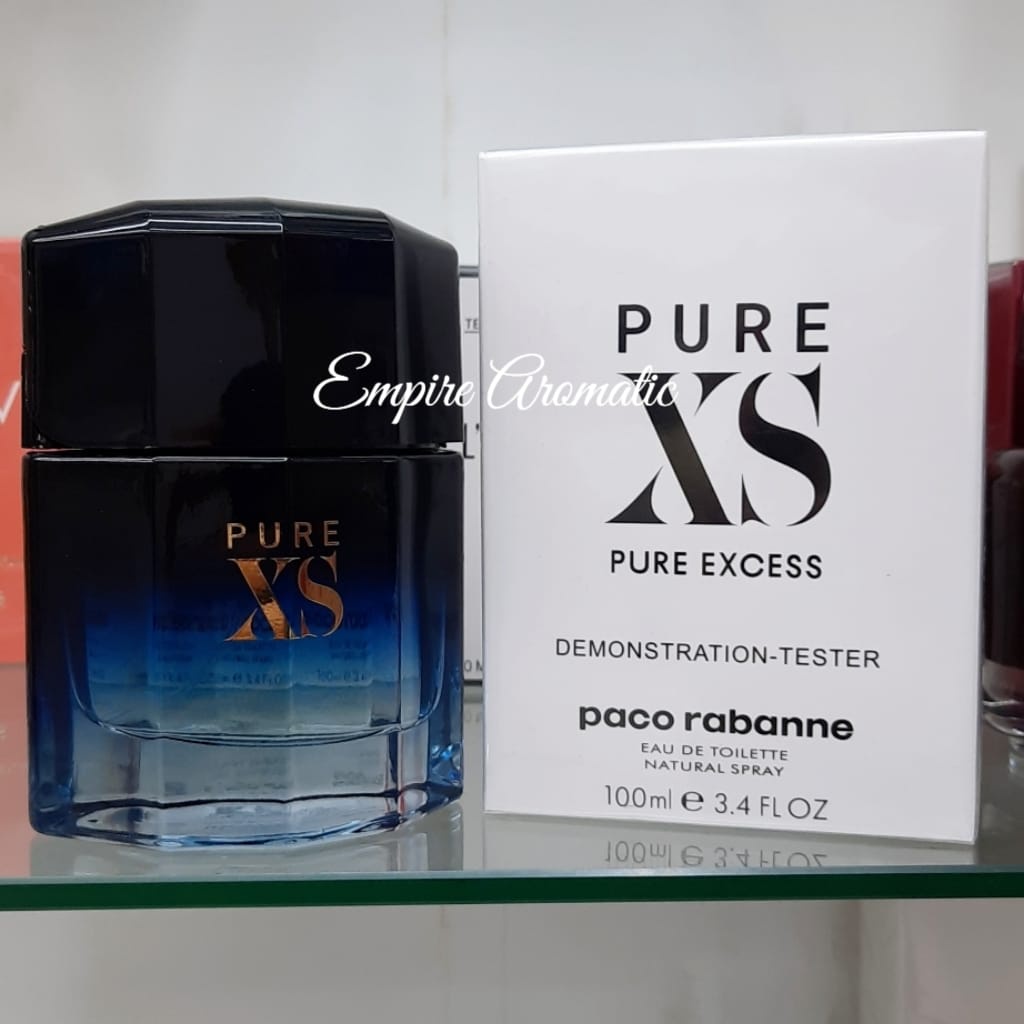 PURE
XS
PURE EXCESS
DEMONSTRATION-TESTER
paco rabanne
EAU DE TOILETTE
NATURAL SPRAY
100ml e 3.4 FL OZ
Empire Aromatic
PURE
XS